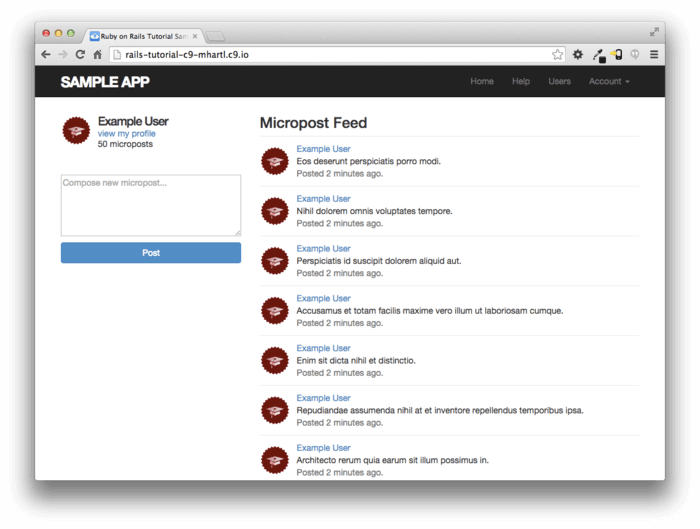 Ruby on Rails Tutorial Sam
rails-tutorial-c9-mhartl.c9.io
SAMPLE APP
Home
Help
Users
Account
Example User
view my profile
50 microposts
Compose new micropost...
Post
Micropost Feed
Example User
Eos deserunt perspiciatis porro modi.
Posted 2 minutes ago.
Example User
Nihil dolorem omnis voluptates tempore.
Posted 2 minutes ago.
Example User
Perspiciatis id suscipit dolorem aliquid aut.
Posted 2 minutes ago.
Example User
Accusamus et totam facilis maxime vero illum ut laboriosam cumque.
Posted 2 minutes ago.
Example User
Enim sit dicta nihil et distinctio.
Posted 2 minutes ago.
Example User
Repudiandae assumenda nihil at et inventore repellendus temporibus ipsa.
Posted 2 minutes ago.
Example User
Architecto rerum quia earum sit illum possimus in.
Posted 2 minutes ago.